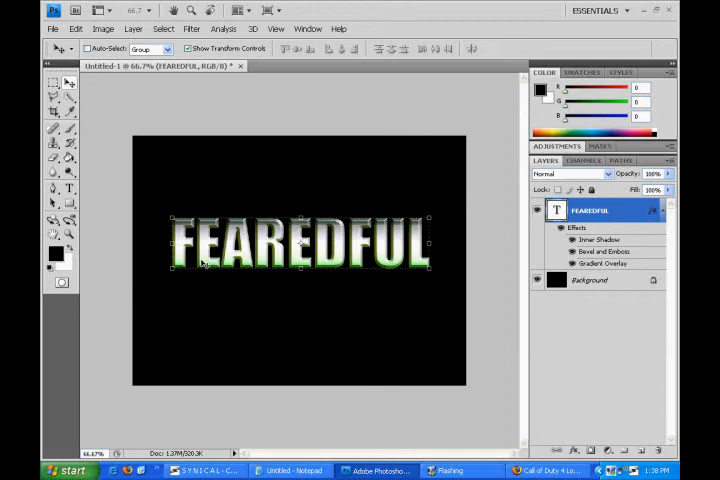 Ps Br 66.7 ESSENTIALS
File Edit Image Layer Select Filter Analysis 3D View Window Help
Auto-Select: Group Show Transform Controls
Untitled-1 @ 66.7% (FEAREDFUL, RGB/8) *
COLOR SWATCHES STYLES
R 0
G 0
B 0
ADJUSTMENTS MASKS
LAYERS CHANNELS PATHS
Normal Opacity: 100%
Lock: Fill: 100%
T FEAREDFUL fx
Effects
Inner Shadow
Bevel and Emboss
Gradient Overlay
Background
FEAREDFUL
66.67% Doc: 1.37M/320.3K
start S Y N I C A L - C... Untitled - Notepad Adobe Photosho... Flashing Call of Duty 4 Lo... 1:38 PM